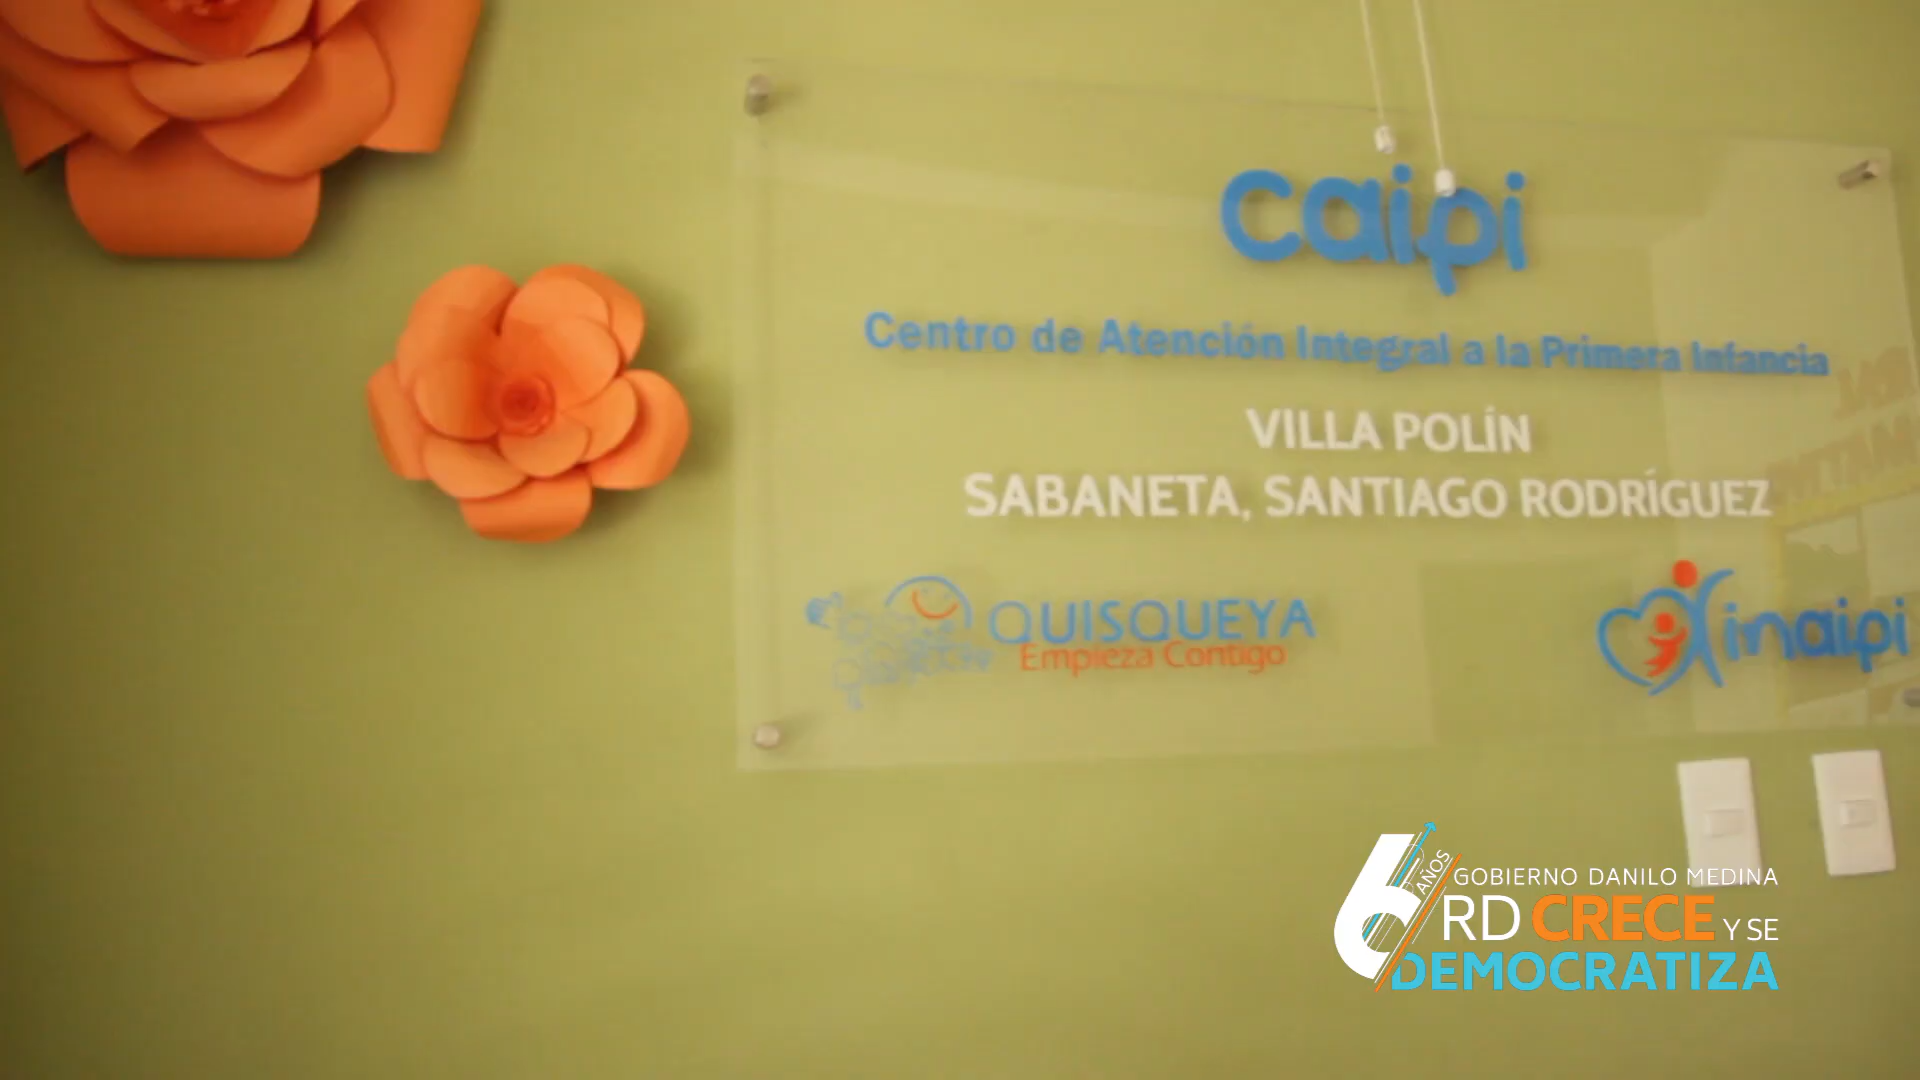 caipi
Centro de Atención Integral a la Primera Infancia
VILLA POLÍN
SABANETA, SANTIAGO RODRÍGUEZ
QUISQUEYA
Empieza Contigo
inaipi
6 AÑOS
GOBIERNO DANILO MEDINA
RD CRECE Y SE
DEMOCRATIZA